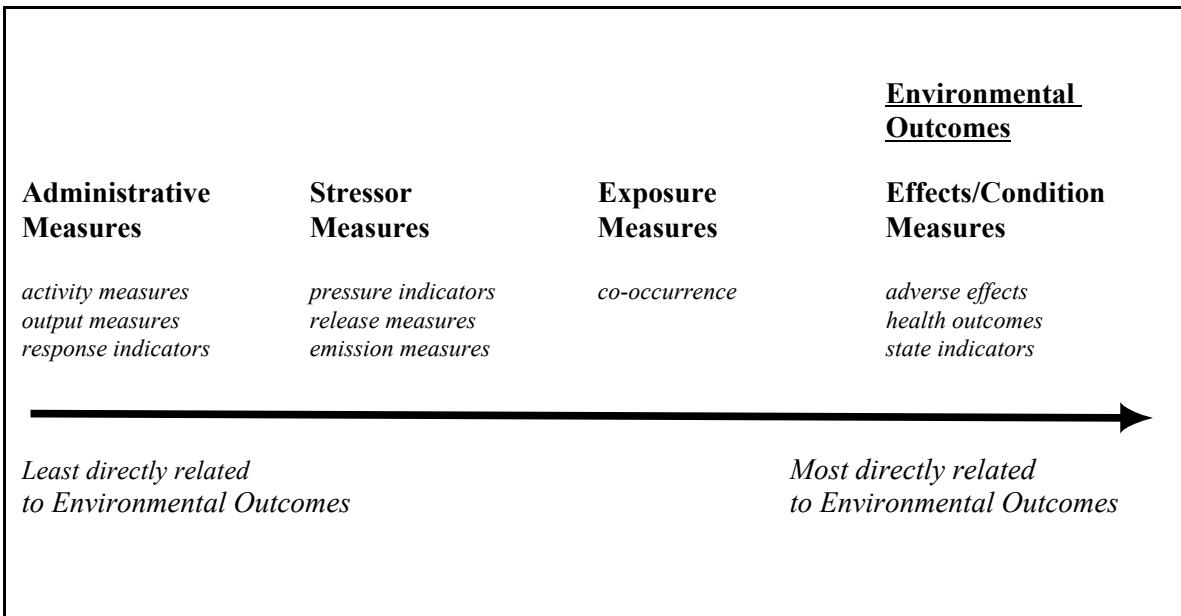 Environmental
Outcomes
Administrative
Measures
Stressor
Measures
Exposure
Measures
Effects/Condition
Measures
activity measures
output measures
response indicators
pressure indicators
release measures
emission measures
co-occurrence
adverse effects
health outcomes
state indicators
Least directly related
to Environmental Outcomes
Most directly related
to Environmental Outcomes